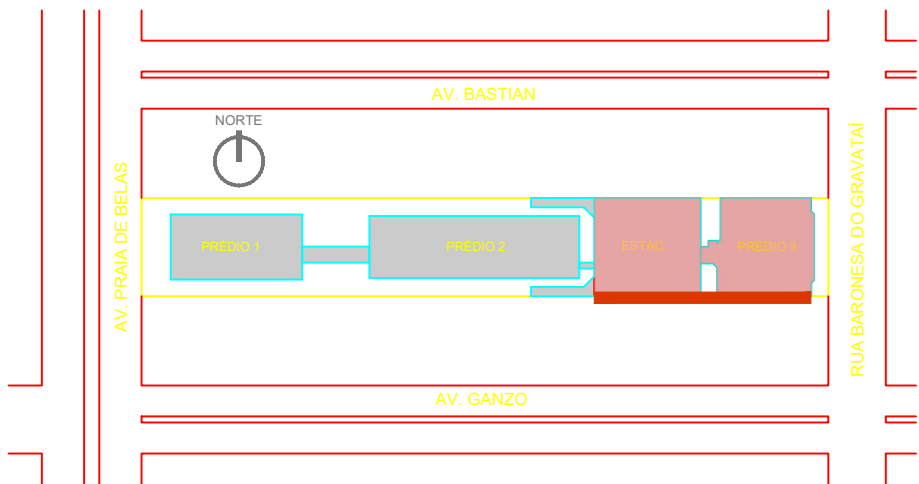 AV. BASTIAN
NORTE
AV. PRAIA DE BELAS
PRÉDIO 1
PRÉDIO 2
ESTAC.
PRÉDIO 3
RUA BARONESA DO GRAVATAÍ
AV. GANZO